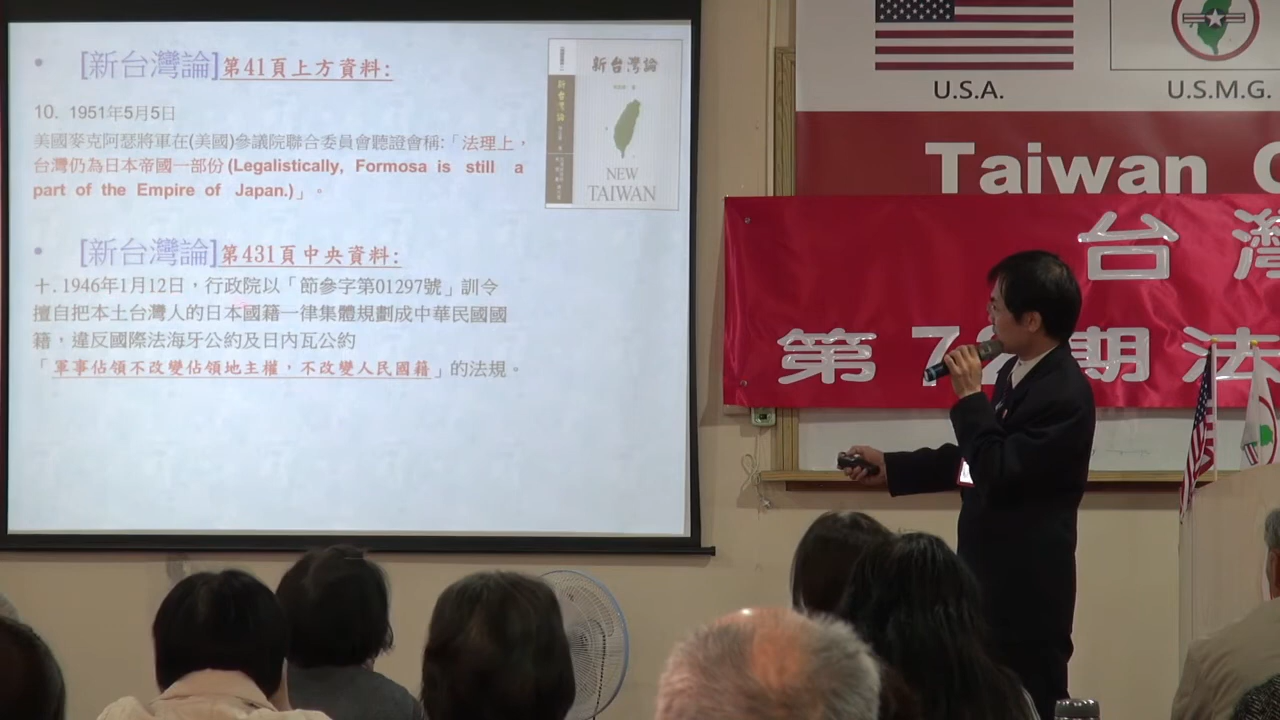 • [新台灣論]第41頁上方資料:
10. 1951年5月5日
美國麥克阿瑟將軍在(美國)參議院聯合委員會聽證會稱:「法理上，
台灣仍為日本帝國一部份(Legalistically, Formosa is still a
part of the Empire of Japan.)」。
新台灣論
新台灣論
NEW
TAIWAN
• [新台灣論]第431頁中央資料:
十. 1946年1月12日，行政院以「節參字第01297號」訓令
擅自把本土台灣人的日本國籍一律集體規劃成中華民國國
籍，違反國際法海牙公約及日內瓦公約
「軍事佔領不改變佔領地主權，不改變人民國籍」的法規。
U.S.A.
U.S.M.G.
Taiwan C
台灣
第72期法